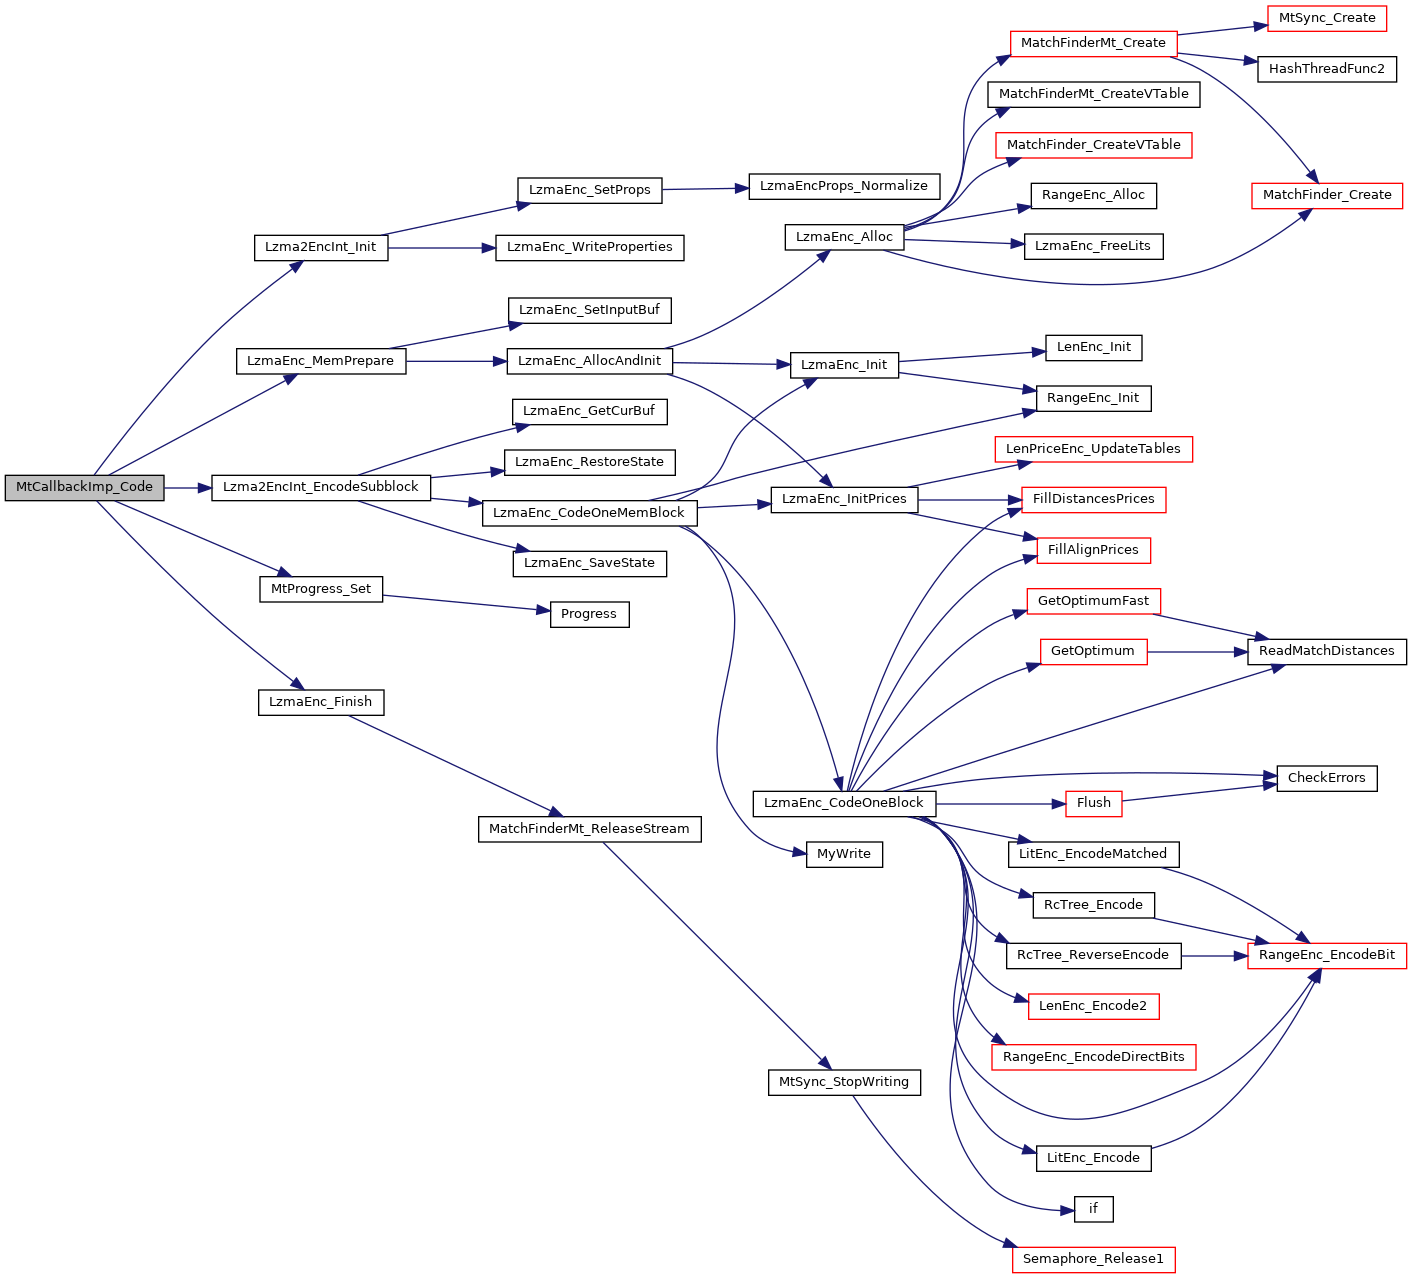 MtSync_Create
MatchFinderMt_Create
HashThreadFunc2
MatchFinderMt_CreateVTable
MatchFinder_CreateVTable
LzmaEnc_SetProps
LzmaEncProps_Normalize
RangeEnc_Alloc
MatchFinder_Create
Lzma2EncInt_Init
LzmaEnc_WriteProperties
LzmaEnc_Alloc
LzmaEnc_FreeLits
LzmaEnc_SetInputBuf
LzmaEnc_MemPrepare
LzmaEnc_AllocAndInit
LzmaEnc_Init
LenEnc_Init
RangeEnc_Init
LzmaEnc_GetCurBuf
LenPriceEnc_UpdateTables
LzmaEnc_RestoreState
MtCallbackImp_Code
Lzma2EncInt_EncodeSubblock
LzmaEnc_CodeOneMemBlock
LzmaEnc_InitPrices
FillDistancesPrices
FillAlignPrices
LzmaEnc_SaveState
MtProgress_Set
Progress
GetOptimumFast
GetOptimum
ReadMatchDistances
LzmaEnc_Finish
CheckErrors
LzmaEnc_CodeOneBlock
Flush
MatchFinderMt_ReleaseStream
MyWrite
LitEnc_EncodeMatched
RcTree_Encode
RcTree_ReverseEncode
RangeEnc_EncodeBit
LenEnc_Encode2
RangeEnc_EncodeDirectBits
MtSync_StopWriting
LitEnc_Encode
if
Semaphore_Release1